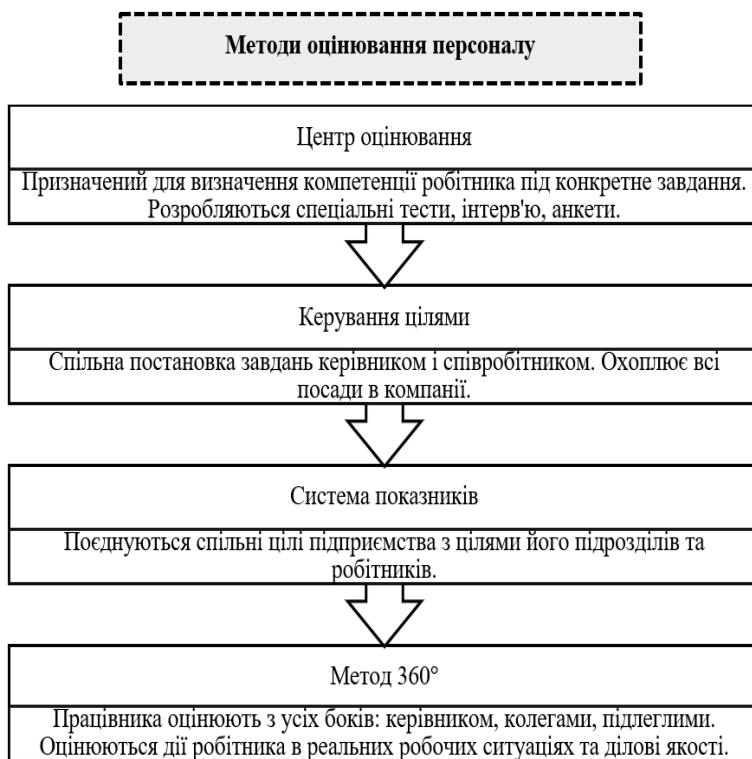 Методи оцінювання персоналу
Центр оцінювання
Призначений для визначення компетенції робітника під конкретне завдання.
Розробляються спеціальні тести, інтерв'ю, анкети.
Керування цілями
Спільна постановка завдань керівником і співробітником. Охоплює всі
посади в компанії.
Система показників
Поєднуються спільні цілі підприємства з цілями його підрозділів та
робітників.
Метод 360°
Працівника оцінюють з усіх боків: керівником, колегами, підлеглими.
Оцінюються дії робітника в реальних робочих ситуаціях та ділові якості.